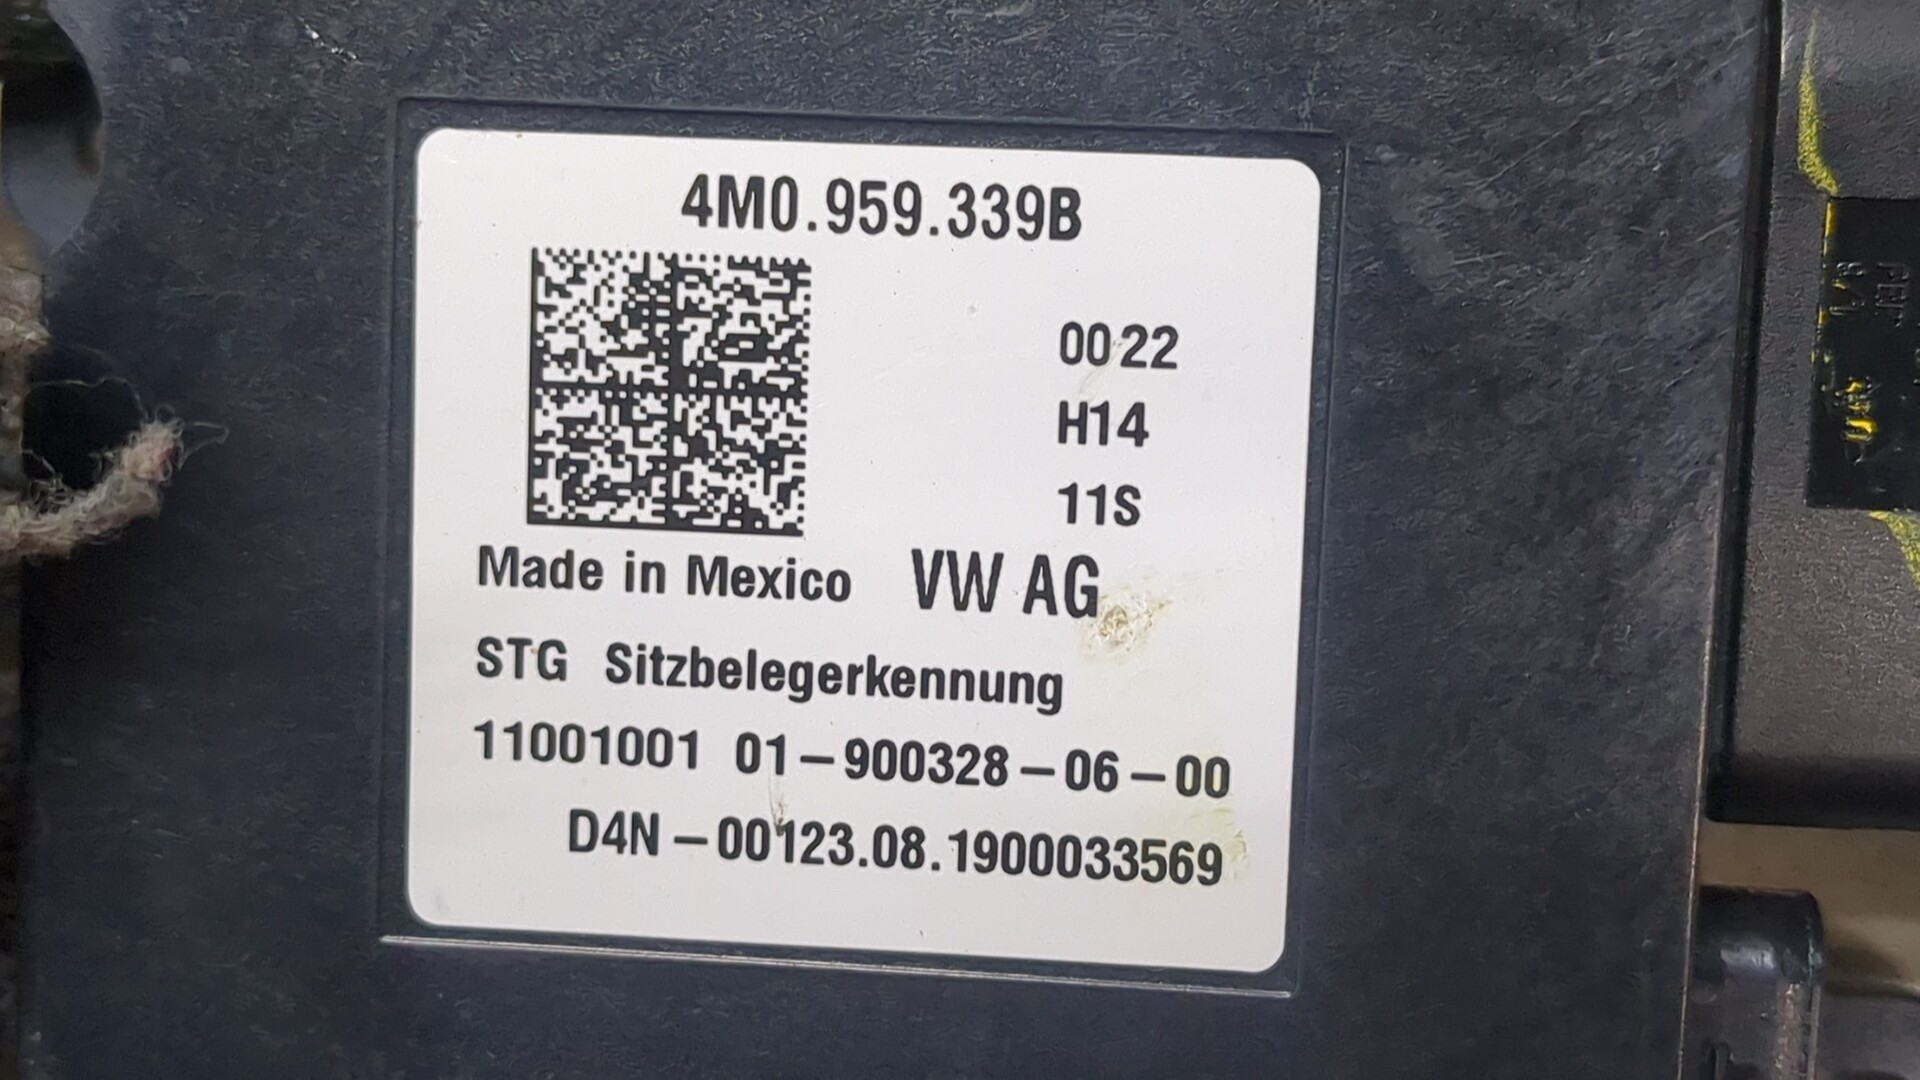 4M0.959.339B
0022
H14
11S
Made in Mexico VW AG
STG Sitzbelegerkennung
11001001 01-900328-06-00
D4N-00123.08.1900033569